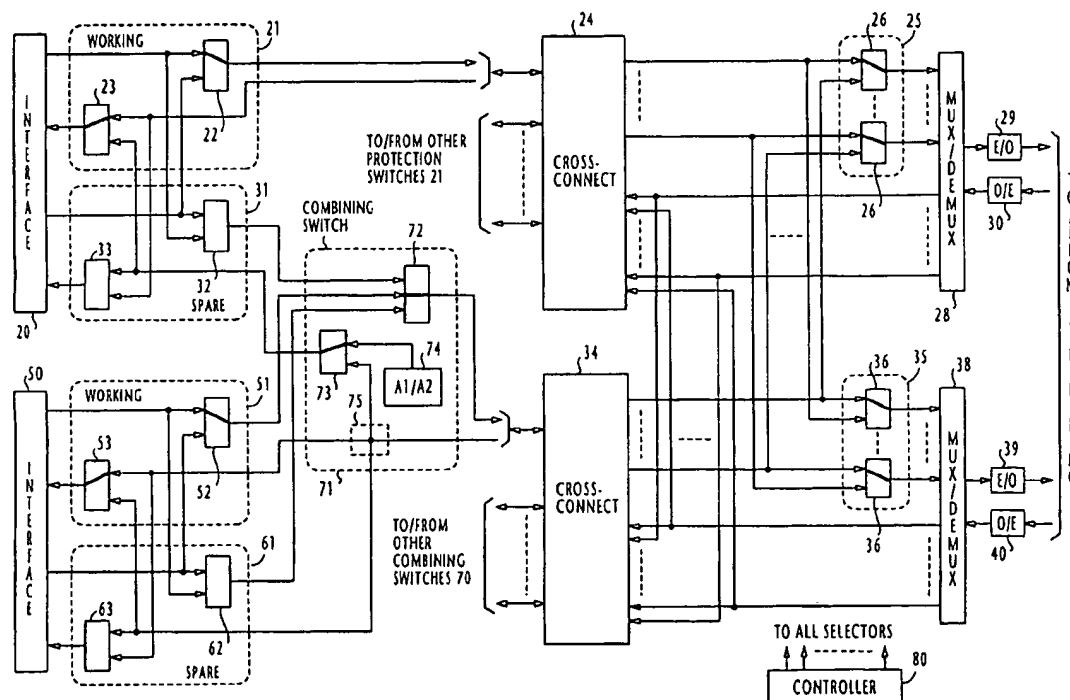 WORKING
21
24
26
25
22
23
INTERFACE
TO/FROM OTHER
PROTECTION
SWITCHES 21
CROSS-
CONNECT
26
MUX/DEMUX
29
E/O
O/E
30
28
31
33
32
SPARE
20
COMBINING
SWITCH
72
73
74
A1/A2
75
71
34
36
35
38
50
WORKING
51
53
52
INTERFACE
61
63
62
SPARE
TO/FROM
OTHER
COMBINING
SWITCHES 70
CROSS-
CONNECT
36
MUX/DEMUX
39
E/O
O/E
40
TO ALL SELECTORS
CONTROLLER
80